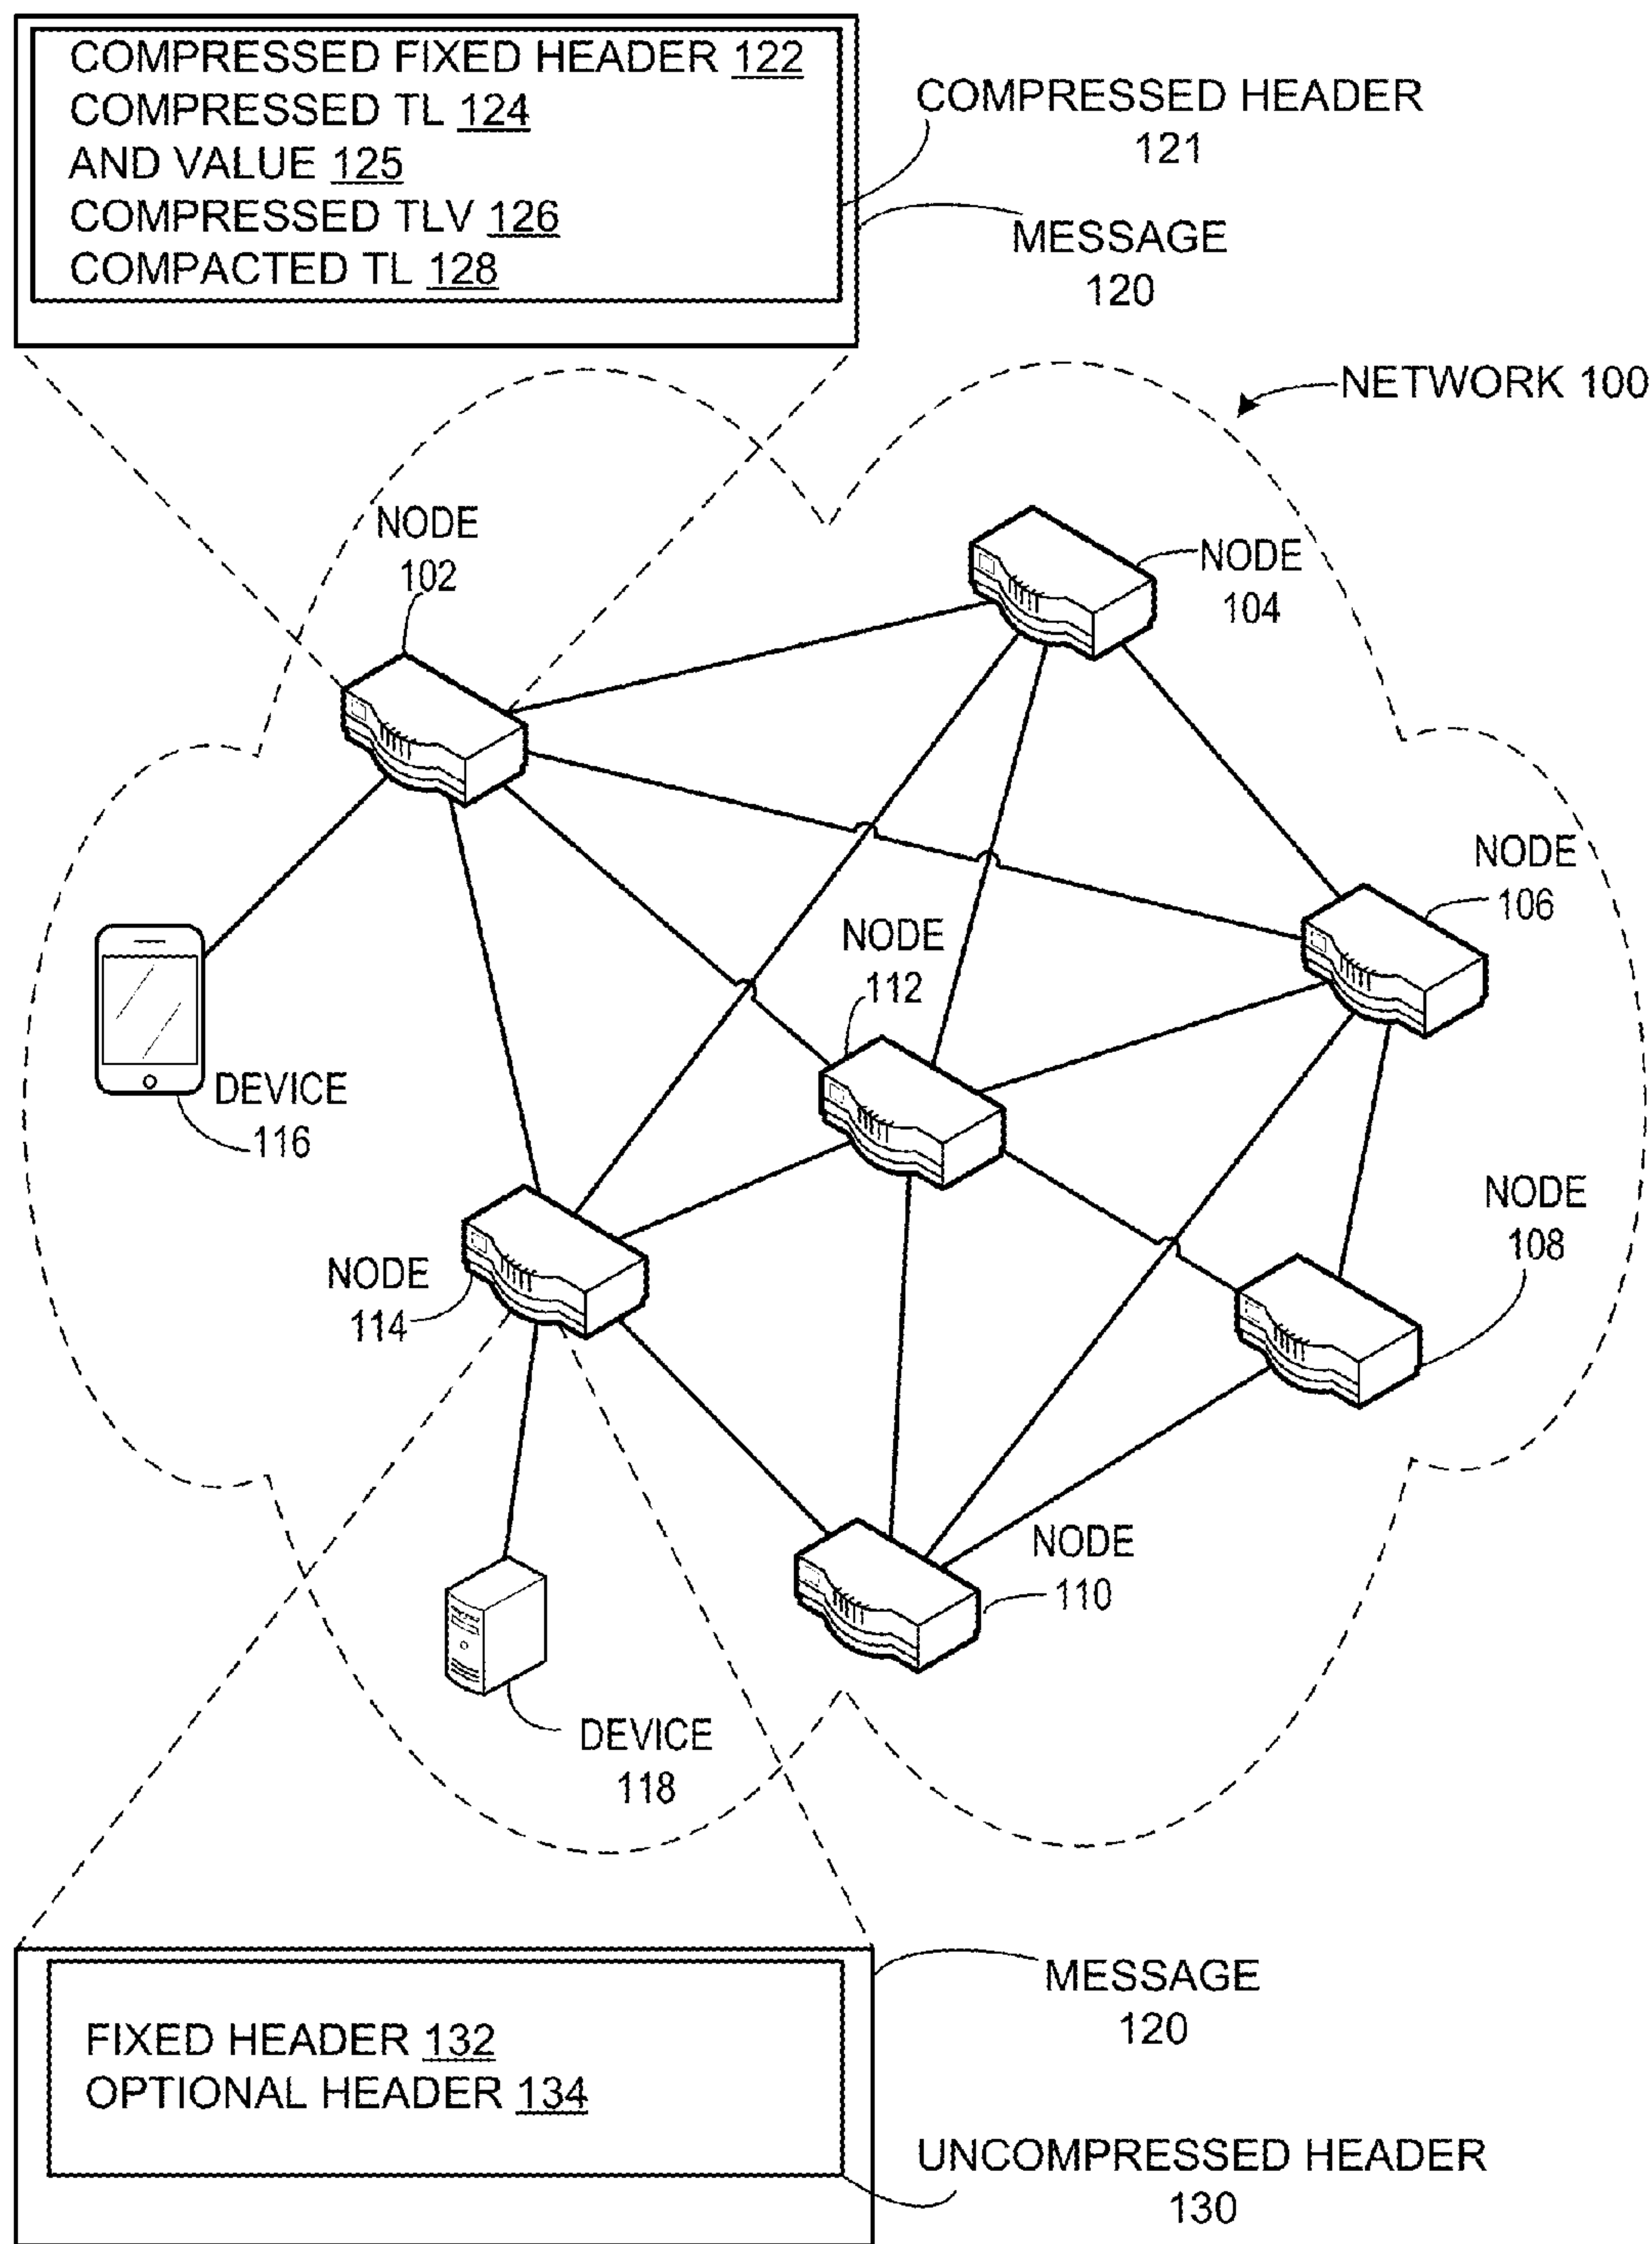 COMPRESSED FIXED HEADER 122
COMPRESSED TL 124
AND VALUE 125
COMPRESSED TLV 126
COMPACTED TL 128
COMPRESSED HEADER
121
MESSAGE
120
NETWORK 100
NODE
102
NODE
104
NODE
106
NODE
112
DEVICE
116
NODE
108
NODE
114
NODE
110
DEVICE
118
MESSAGE
120
FIXED HEADER 132
OPTIONAL HEADER 134
UNCOMPRESSED HEADER
130